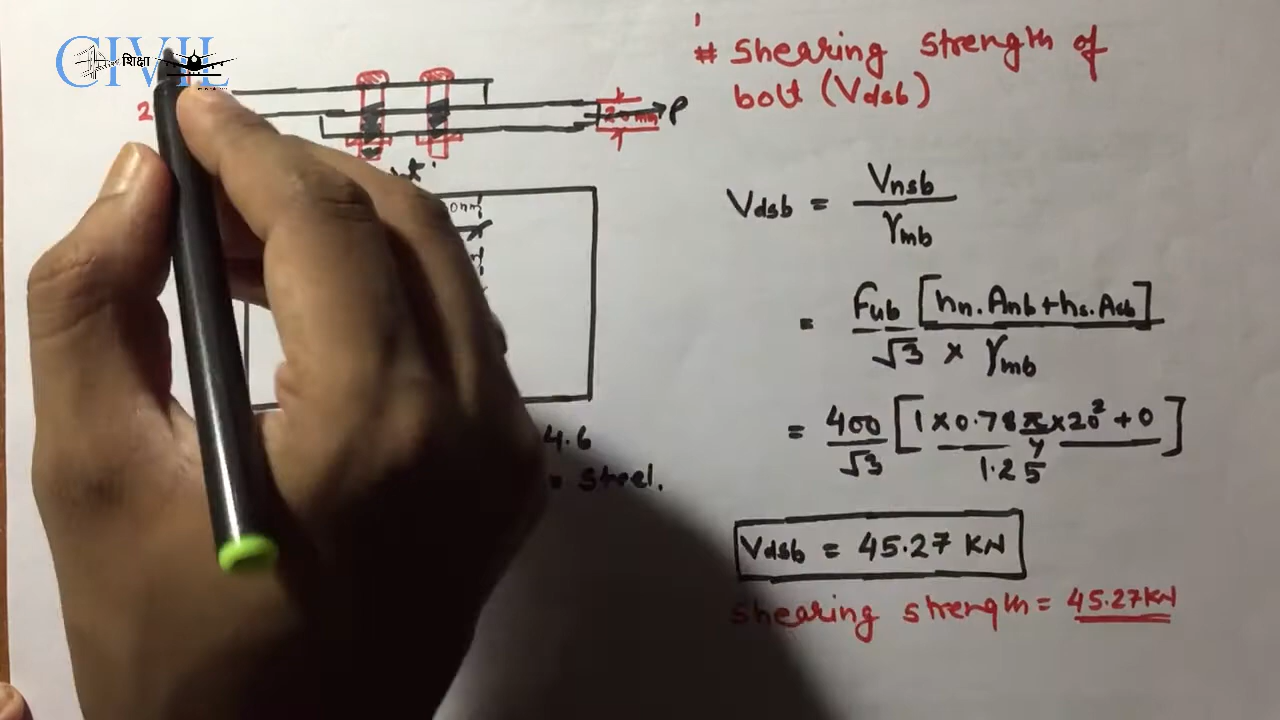 CIVIL
शिक्षा
# Shearing strength of
bolt (Vdsb)
2
20mm
P
Vdsb = Vnsb
γmb
= Fub [nn.Anb+ns.Asb]
√3 × γmb
= 400 [1×0.78 π ×20² + 0]
√3 4
1.25
4.6
= Steel.
Vdsb = 45.27 KN
Shearing strength = 45.27KN